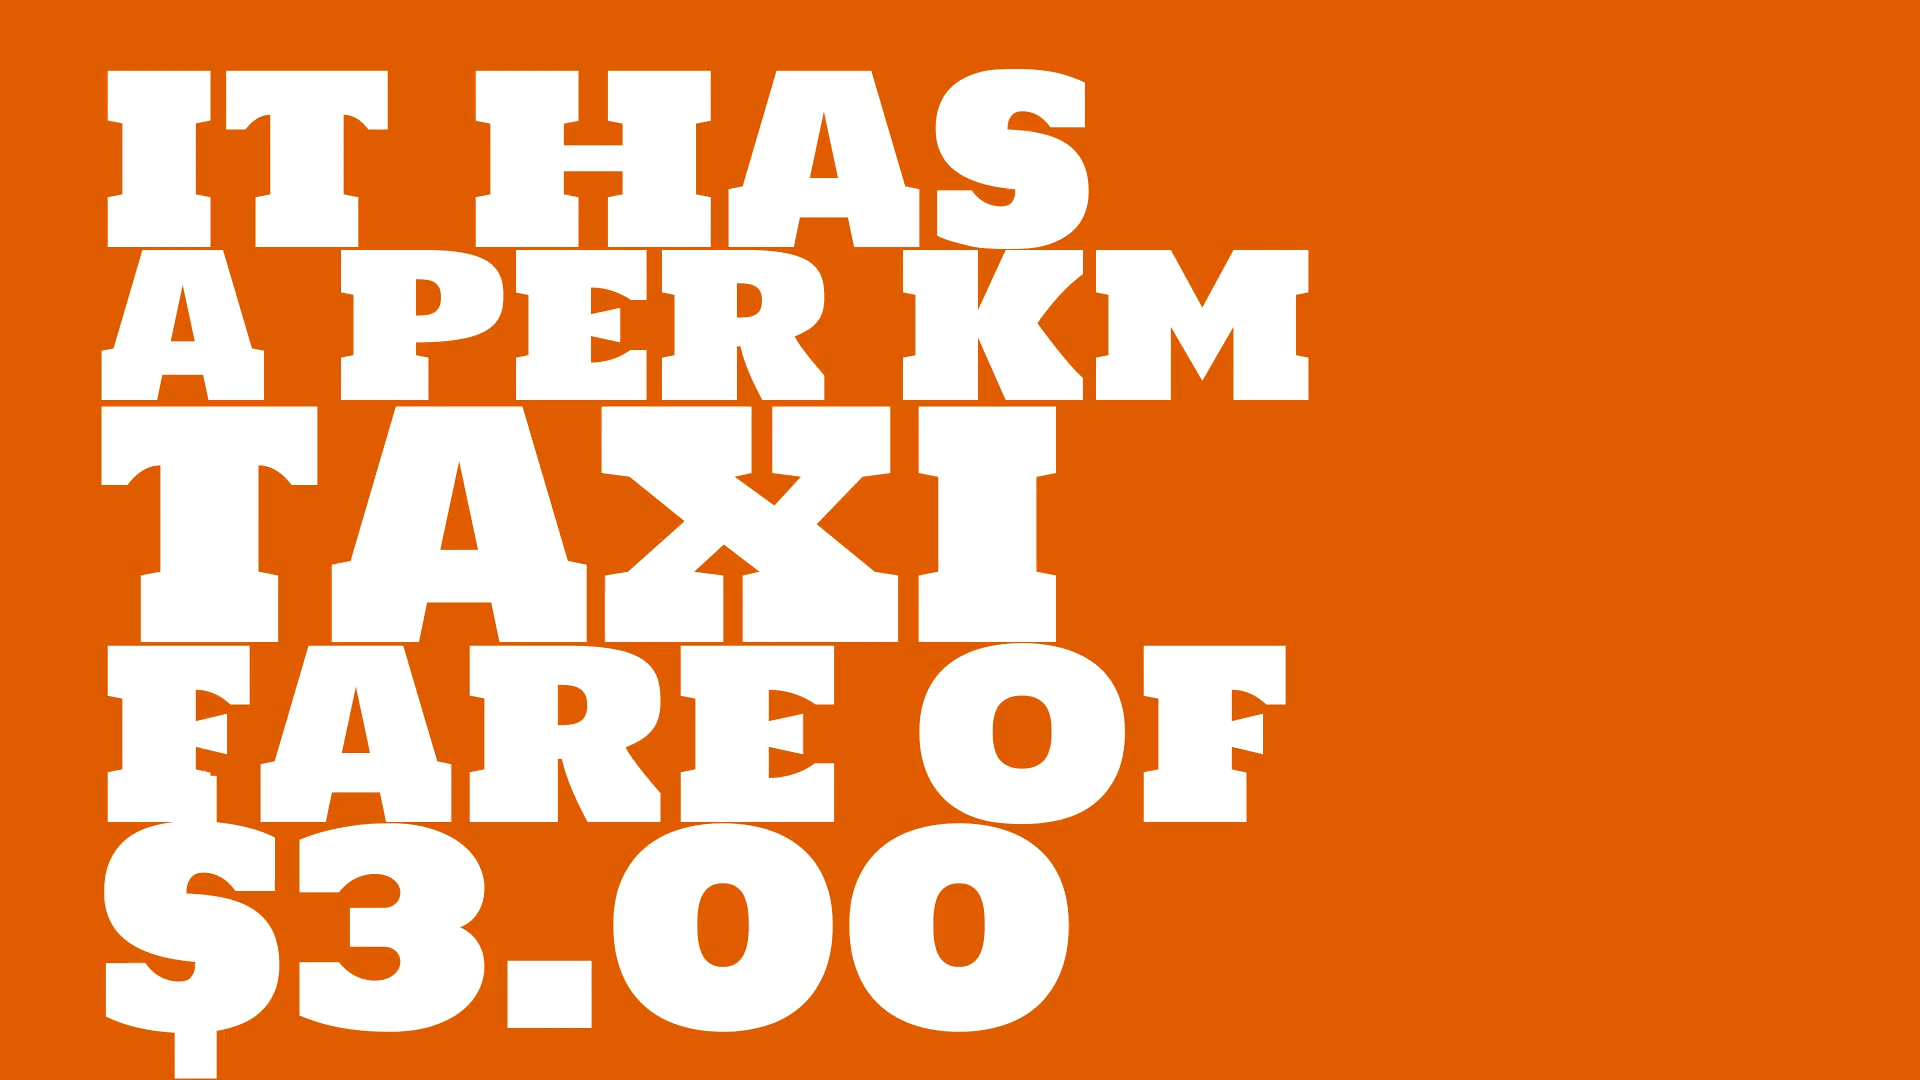 IT HAS
A PER KM
TAXI
FARE OF
$3.00